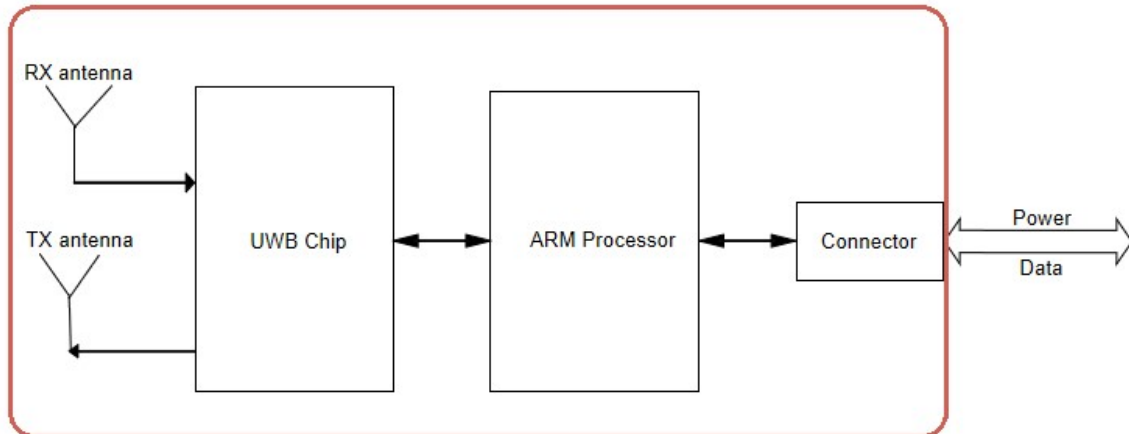 RX antenna
TX antenna
UWB Chip
ARM Processor
Connector
Power
Data